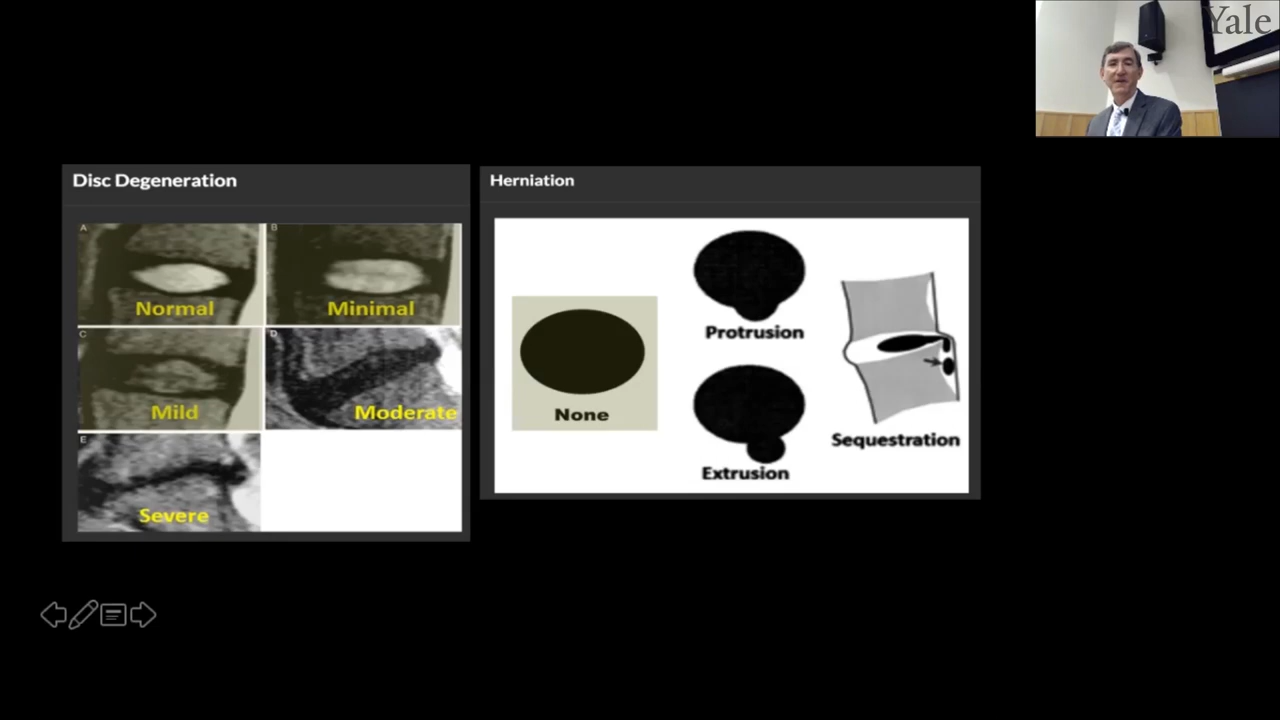 Yale
Disc Degeneration
A
B
Normal
Minimal
C
D
Mild
Moderate
E
Severe
Herniation
None
Protrusion
Extrusion
Sequestration